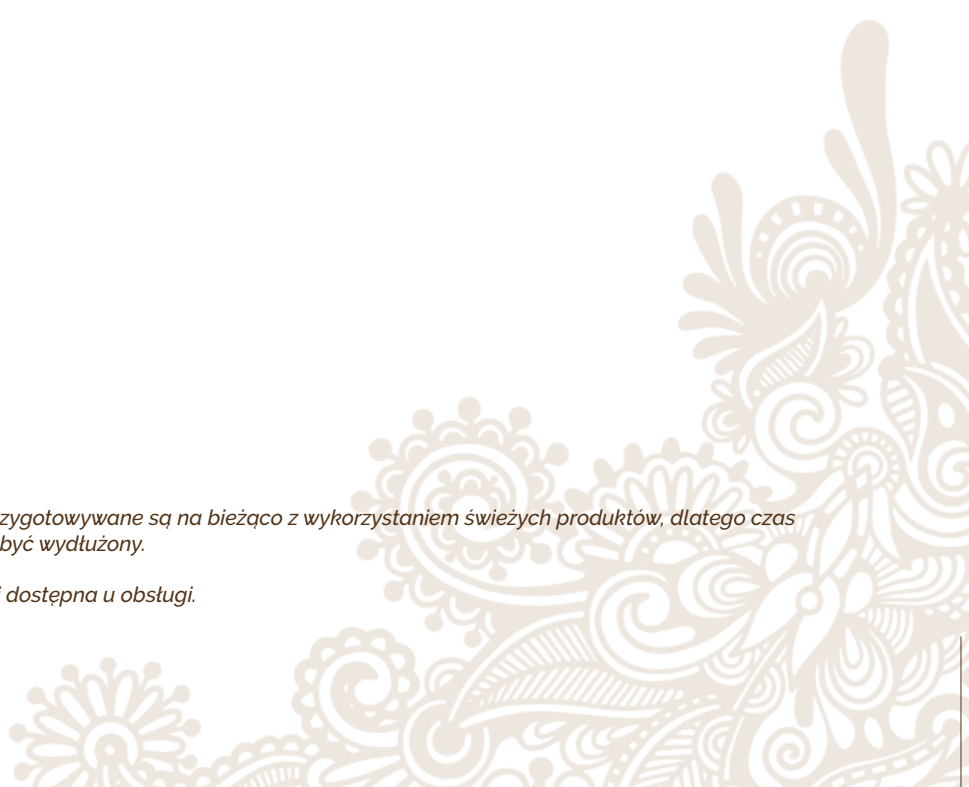 zygotowywane są na bieżąco z wykorzystaniem świeżych produktów, dlatego czas
być wydłużony.
dostępna u obsługi.